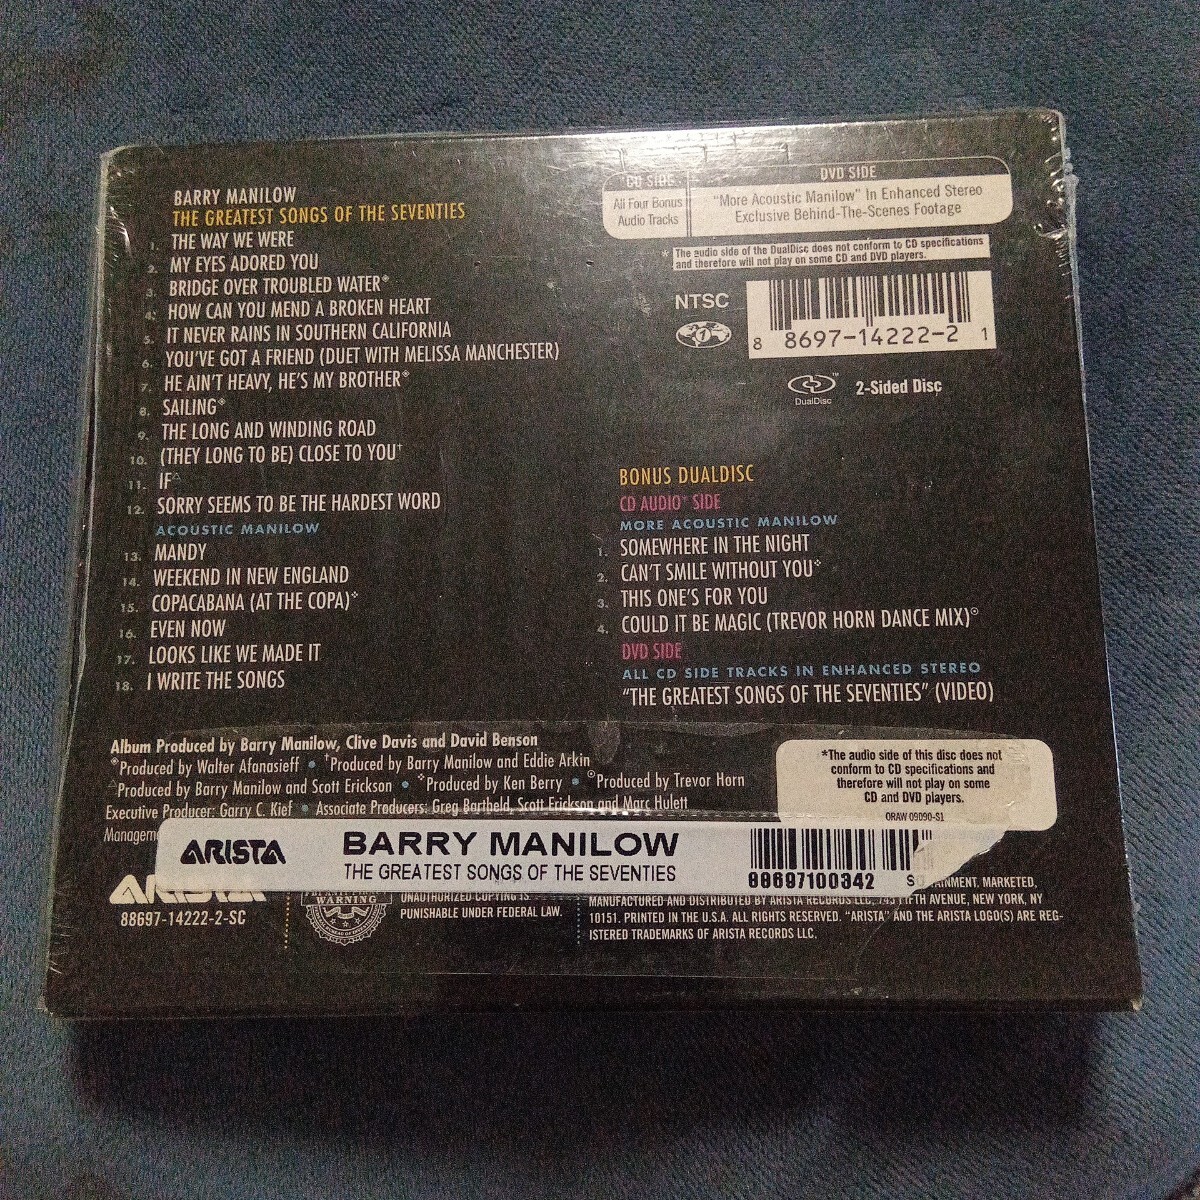 BARRY MANILOW
THE GREATEST SONGS OF THE SEVENTIES
1. THE WAY WE WERE
2. MY EYES ADORED YOU
3. BRIDGE OVER TROUBLED WATER*
4. HOW CAN YOU MEND A BROKEN HEART
5. IT NEVER RAINS IN SOUTHERN CALIFORNIA
6. YOU'VE GOT A FRIEND (DUET WITH MELISSA MANCHESTER)
7. HE AIN'T HEAVY, HE'S MY BROTHER*
8. SAILING*
9. THE LONG AND WINDING ROAD
10. (THEY LONG TO BE) CLOSE TO YOU†
11. IF△
12. SORRY SEEMS TO BE THE HARDEST WORD
ACOUSTIC MANILOW
13. MANDY
14. WEEKEND IN NEW ENGLAND
15. COPACABANA (AT THE COPA)❖
16. EVEN NOW
17. LOOKS LIKE WE MADE IT
18. I WRITE THE SONGS
CD SIDE
All Four Bonus
Audio Tracks
DVD SIDE
"More Acoustic Manilow" In Enhanced Stereo
Exclusive Behind-The-Scenes Footage
* The audio side of the DualDisc does not conform to CD specifications
and therefore will not play on some CD and DVD players.
NTSC
1
8 8697-14222-2 1
DualDisc™
2-Sided Disc
BONUS DUALDISC
CD AUDIO* SIDE
MORE ACOUSTIC MANILOW
1. SOMEWHERE IN THE NIGHT
2. CAN'T SMILE WITHOUT YOU❖
3. THIS ONE'S FOR YOU
4. COULD IT BE MAGIC (TREVOR HORN DANCE MIX)◎
DVD SIDE
ALL CD SIDE TRACKS IN ENHANCED STEREO
"THE GREATEST SONGS OF THE SEVENTIES" (VIDEO)
Album Produced by Barry Manilow, Clive Davis and David Benson
*Produced by Walter Afanasieff • †Produced by Barry Manilow and Eddie Arkin
△Produced by Barry Manilow and Scott Erickson • ❖Produced by Ken Berry • ◎Produced by Trevor Horn
Executive Producer: Garry C. Kief • Associate Producers: Greg Bartheld, Scott Erickson and Marc Hulett
Manageme
*The audio side of this disc does not
conform to CD specifications and
therefore will not play on some
CD and DVD players.
ORAW 09090-S1
ARISTA
BARRY MANILOW
THE GREATEST SONGS OF THE SEVENTIES
88697100342
ARISTA
88697-14222-2-SC
WARNING
UNAUTHORIZED COPYING IS
PUNISHABLE UNDER FEDERAL LAW.
AINMENT. MARKETED,
MANUFACTURED AND DISTRIBUTED BY ARISTA RECORDS LLC, 745 FIFTH AVENUE, NEW YORK, NY
10151. PRINTED IN THE U.S.A. ALL RIGHTS RESERVED. "ARISTA" AND THE ARISTA LOGO(S) ARE REG-
ISTERED TRADEMARKS OF ARISTA RECORDS LLC.